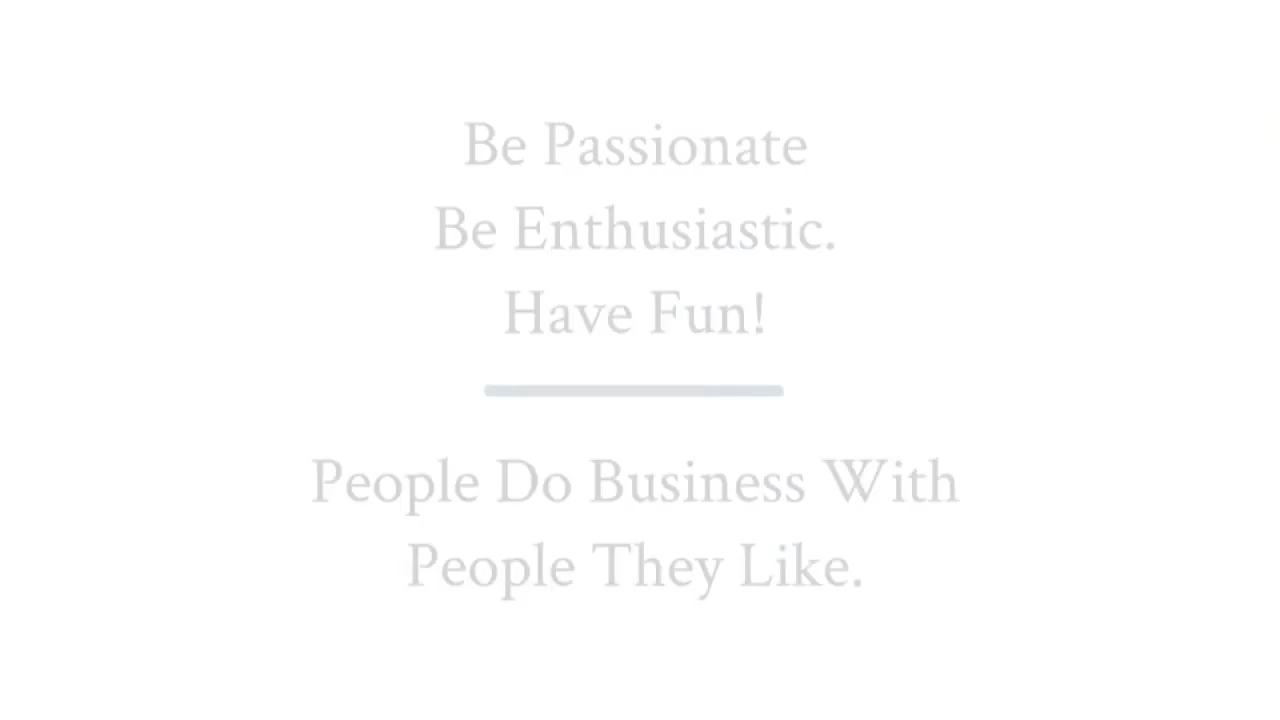 Be Passionate
Be Enthusiastic.
Have Fun!
People Do Business With
People They Like.